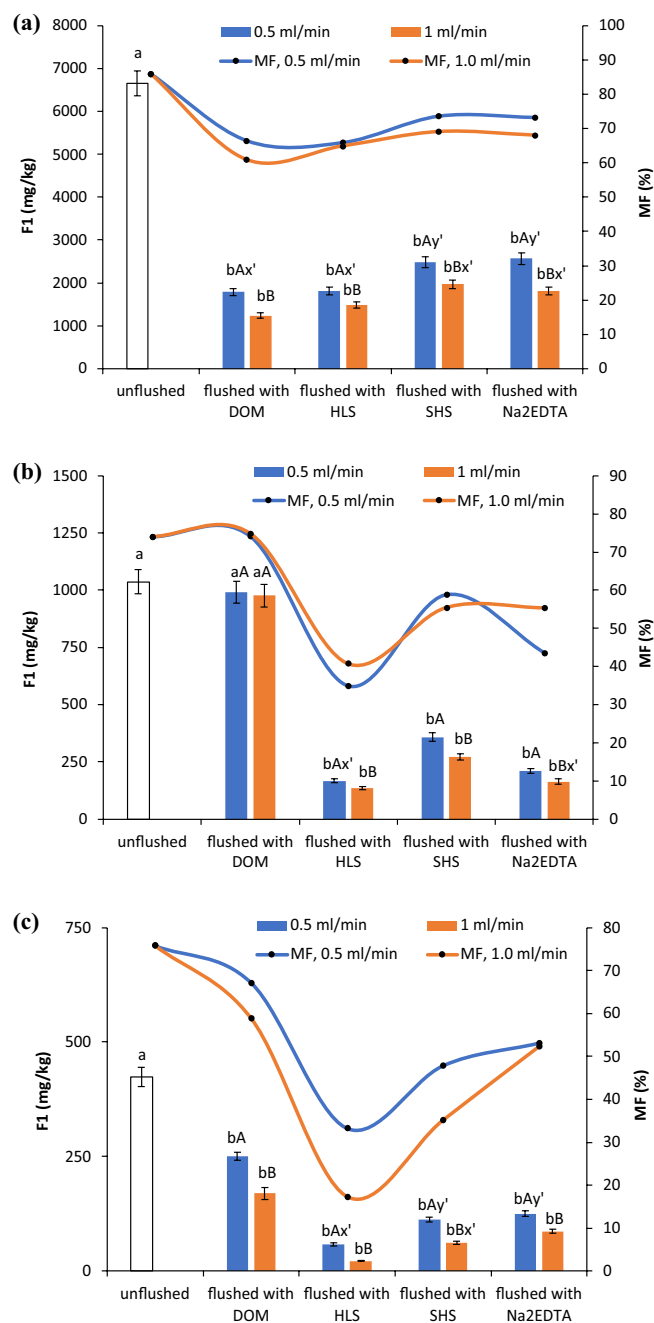 (a)
0.5 ml/min
1 ml/min
MF, 0.5 ml/min
MF, 1.0 ml/min
F1 (mg/kg)
8000
7000
6000
5000
4000
3000
2000
1000
0
MF (%)
100
90
80
70
60
50
40
30
20
10
0
a
bAx'
bB
bAx'
bB
bAy'
bBx'
bAy'
bBx'
unflushed
flushed with
DOM
flushed with
HLS
flushed with
SHS
flushed with
Na2EDTA
(b)
0.5 ml/min
1 ml/min
MF, 0.5 ml/min
MF, 1.0 ml/min
F1 (mg/kg)
1500
1250
1000
750
500
250
0
MF (%)
90
80
70
60
50
40
30
20
10
0
a
aA
aA
bAx'
bB
bA
bB
bA
bBx'
unflushed
flushed with
DOM
flushed with
HLS
flushed with
SHS
flushed with
Na2EDTA
(c)
0.5 ml/min
1 ml/min
MF, 0.5 ml/min
MF, 1.0 ml/min
F1 (mg/kg)
750
500
250
0
MF (%)
80
70
60
50
40
30
20
10
0
a
bA
bB
bAx'
bB
bAy'
bBx'
bAy'
bB
unflushed
flushed with
DOM
flushed with
HLS
flushed with
SHS
flushed with
Na2EDTA